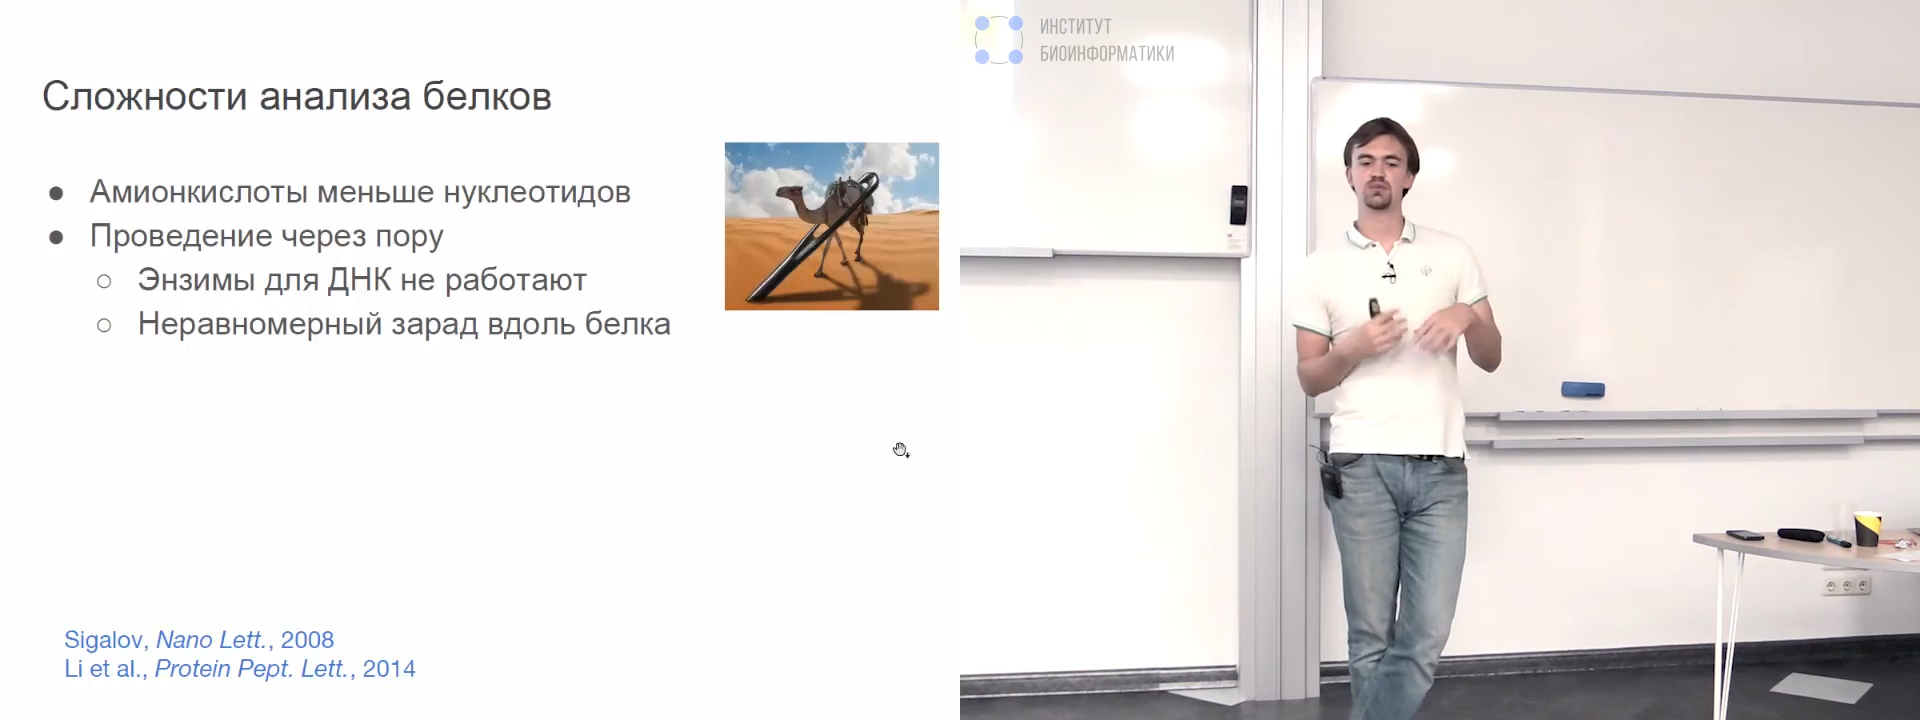 Сложности анализа белков
● Амионкислоты меньше нуклеотидов
● Проведение через пору
○ Энзимы для ДНК не работают
○ Неравномерный зарад вдоль белка
Sigalov, Nano Lett., 2008
Li et al., Protein Pept. Lett., 2014
ИНСТИТУТ
БИОИНФОРМАТИКИ